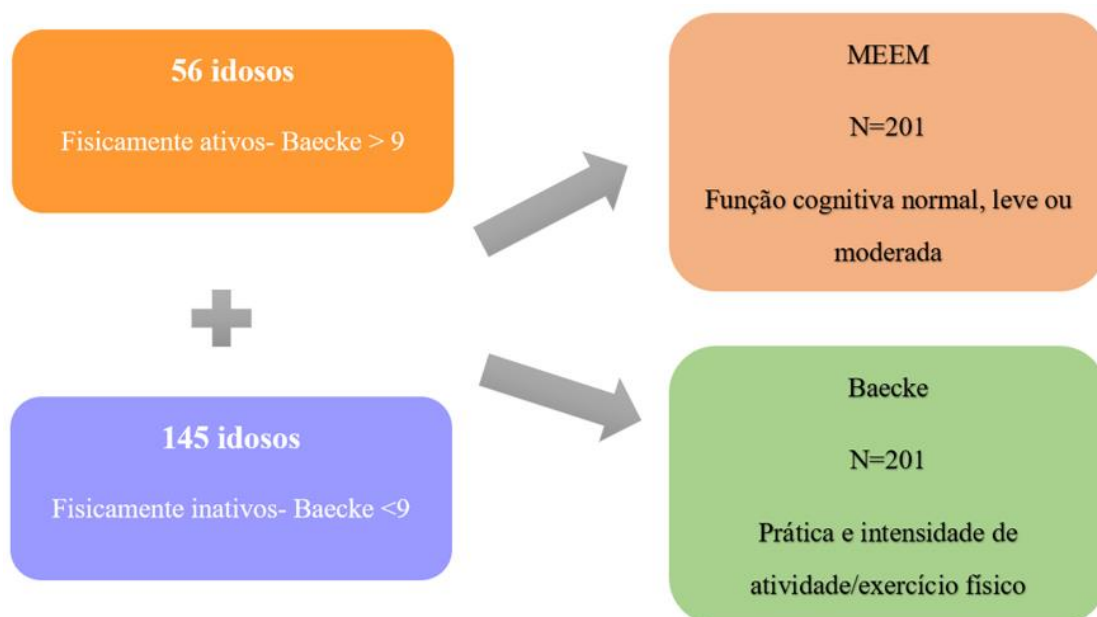 56 idosos
Fisicamente ativos- Baecke > 9
145 idosos
Fisicamente inativos- Baecke <9
MEEM
N=201
Função cognitiva normal, leve ou
moderada
Baecke
N=201
Prática e intensidade de
atividade/exercício físico